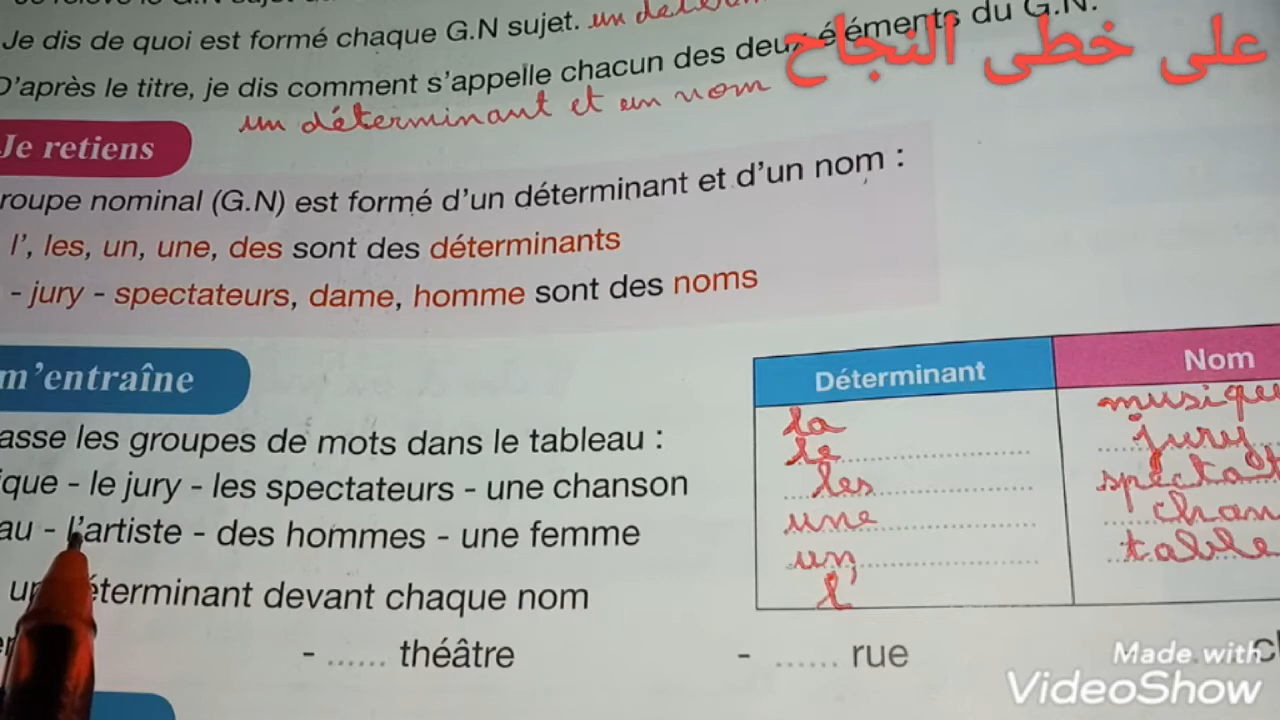 Je dis de quoi est formé chaque G.N sujet. un
D'après le titre, je dis comment s'appelle chacun des deux éléments du G.N.
على خطى النجاح
un déterminant et un nom
Je retiens
roupe nominal (G.N) est formé d'un déterminant et d'un nom :
l', les, un, une, des sont des déterminants
- jury - spectateurs, dame, homme sont des noms
m'entraîne
Déterminant Nom
asse les groupes de mots dans le tableau :
la musique
le jury
que - le jury - les spectateurs - une chanson
les spectat
une chan
au - l'artiste - des hommes - une femme
un table
l'
un déterminant devant chaque nom
- ...... théâtre - ...... rue
Made with
VideoShow